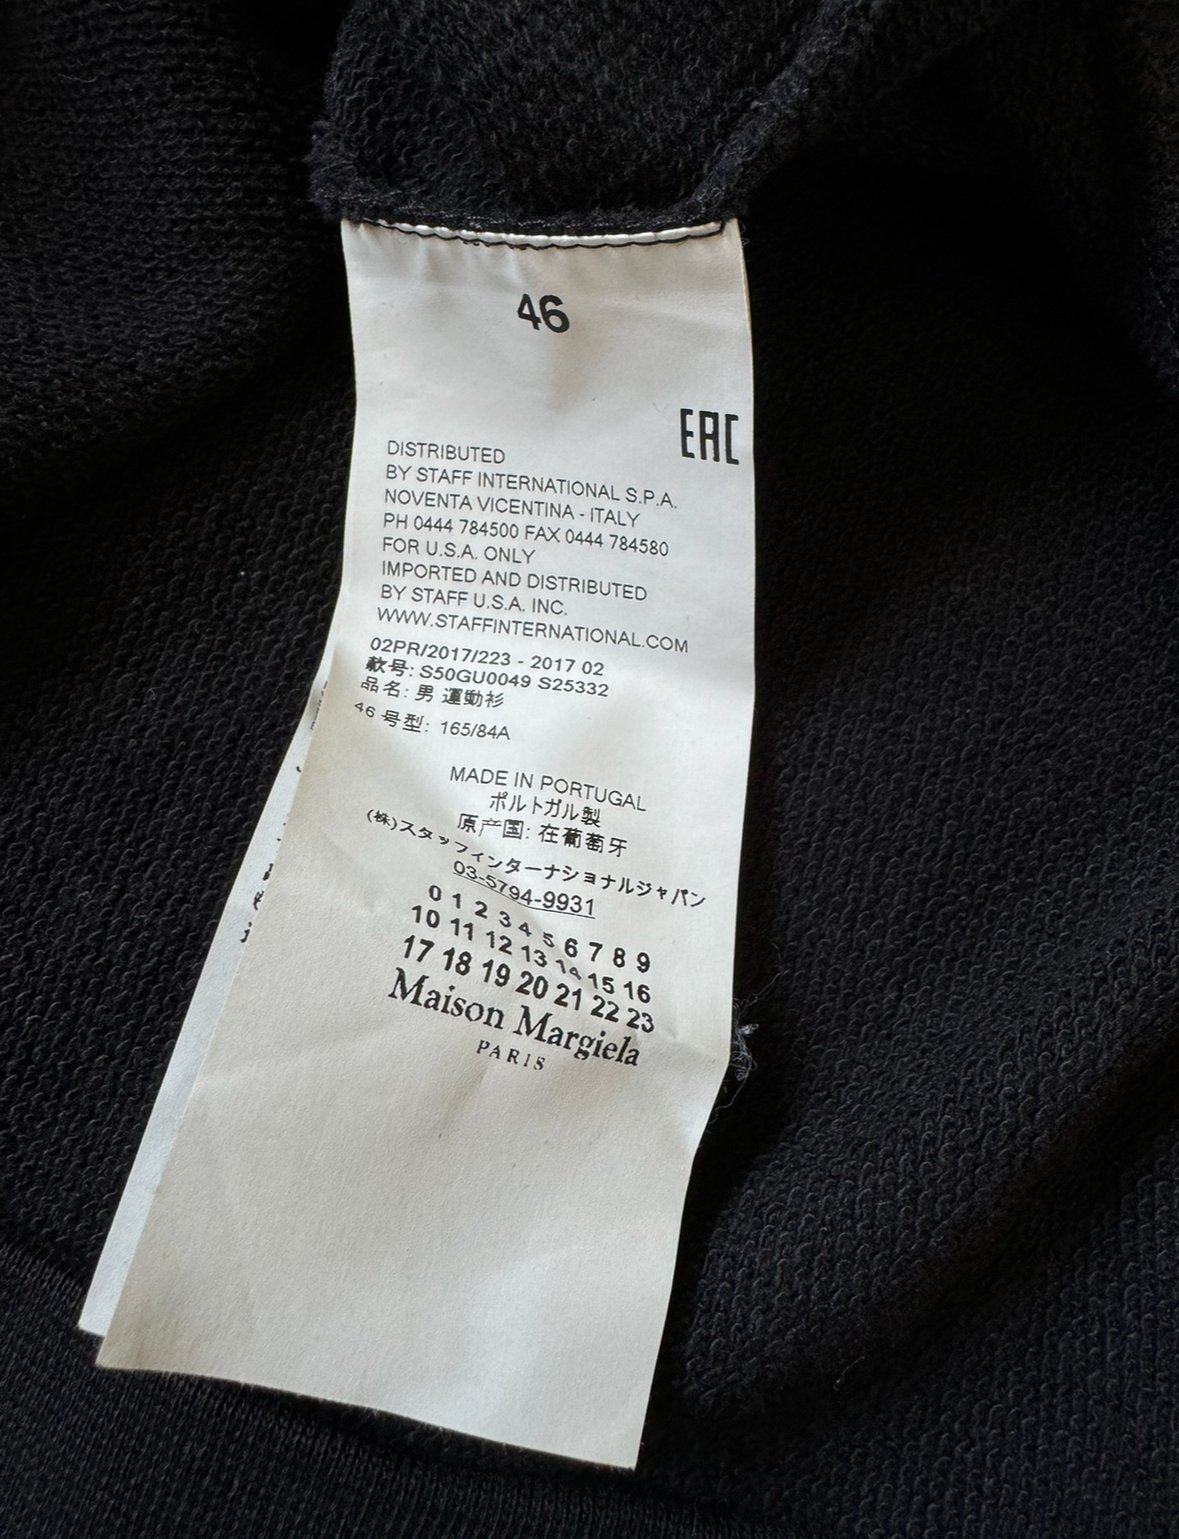 46
EAC
DISTRIBUTED
BY STAFF INTERNATIONAL S.P.A.
NOVENTA VICENTINA - ITALY
PH 0444 784500 FAX 0444 784580
FOR U.S.A. ONLY
IMPORTED AND DISTRIBUTED
BY STAFF U.S.A. INC.
WWW.STAFFINTERNATIONAL.COM
02PR/2017/223 - 2017 02
款号: S50GU0049 S25332
品名: 男 運動衫
46 号型: 165/84A
MADE IN PORTUGAL
ポルトガル製
原产国: 在葡萄牙
(株)スタッフインターナショナルジャパン
03-5794-9931
0 1 2 3 4 5 6 7 8 9
10 11 12 13 14 15 16
17 18 19 20 21 22 23
Maison Margiela
PARIS